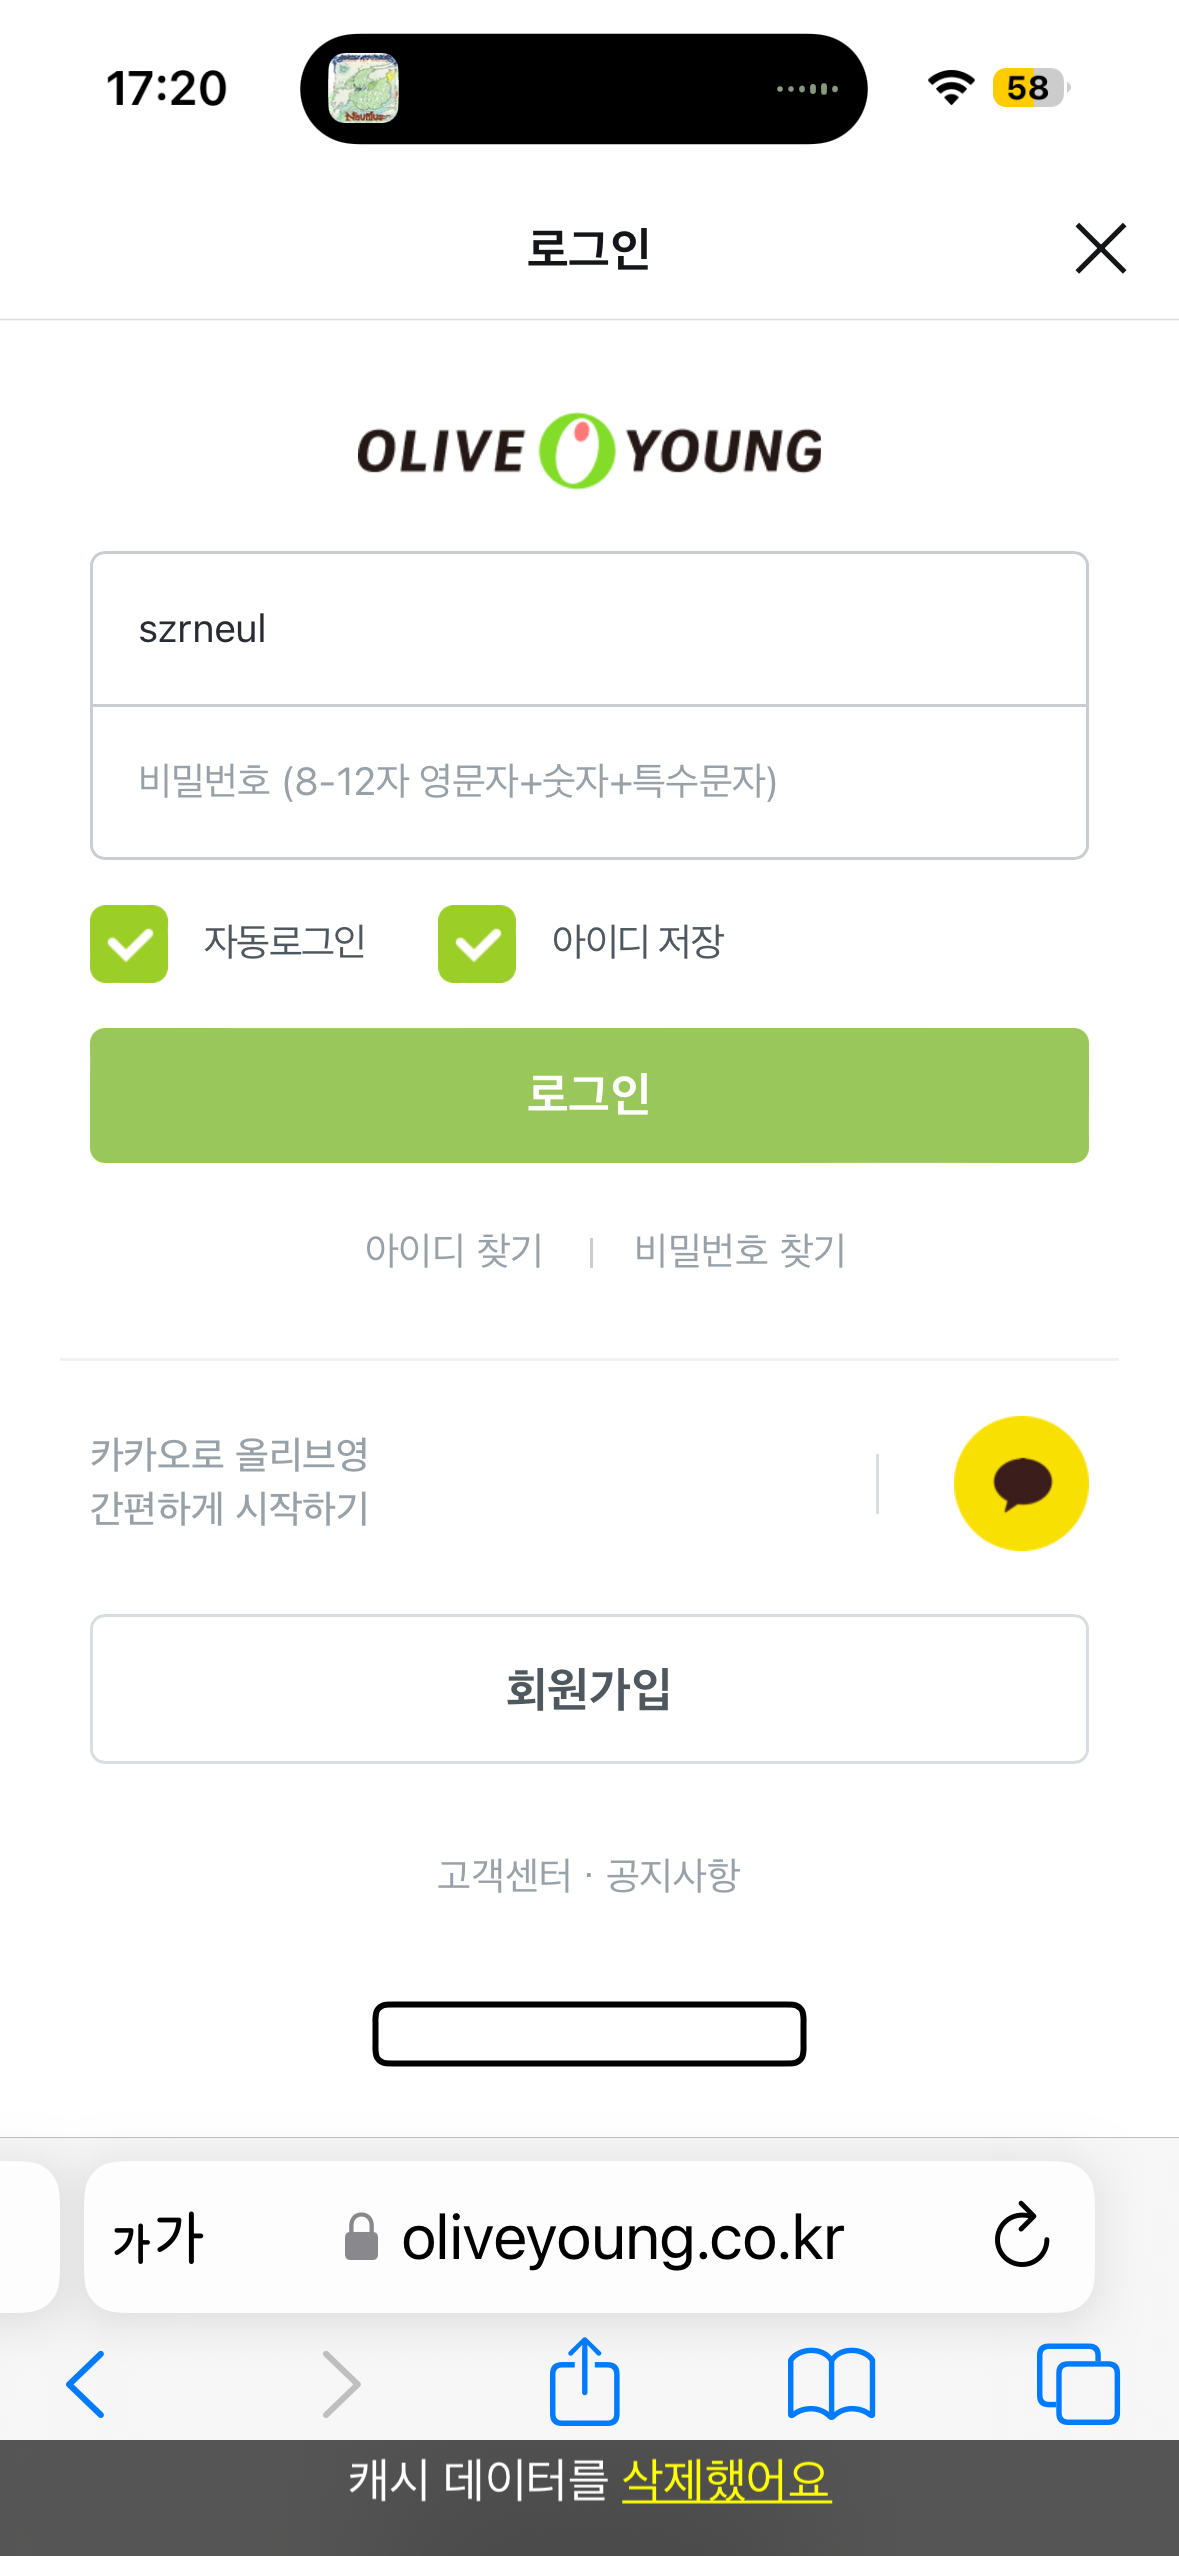 17:20
Nautilus
58
로그인
OLIVE YOUNG
szrneul
비밀번호 (8-12자 영문자+숫자+특수문자)
자동로그인 아이디 저장
로그인
아이디 찾기 | 비밀번호 찾기
카카오로 올리브영
간편하게 시작하기
회원가입
고객센터 · 공지사항
가가 oliveyoung.co.kr
캐시 데이터를 삭제했어요